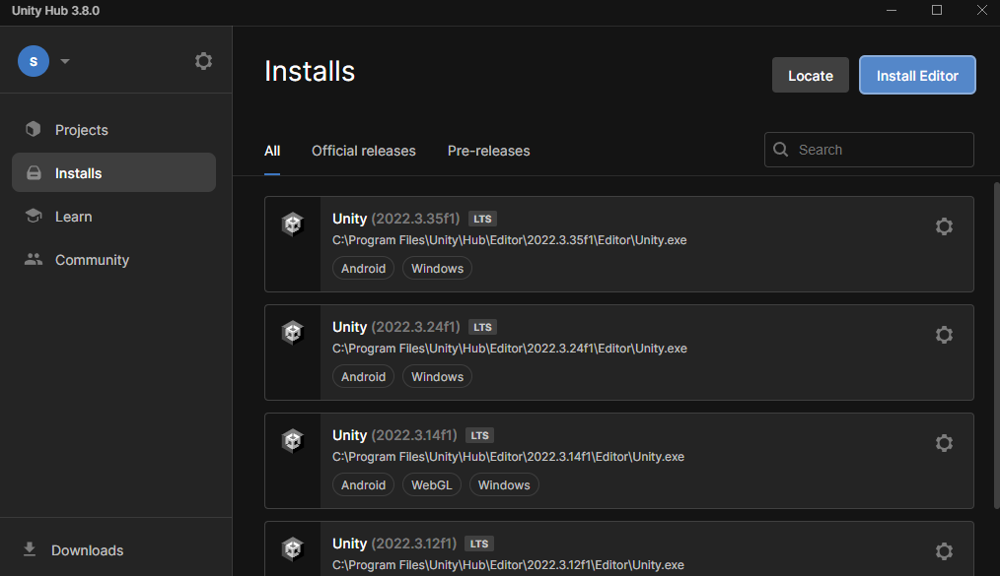 Unity Hub 3.8.0
S
Installs
Locate
Install Editor
Projects
Installs
Learn
Community
Downloads
All
Official releases
Pre-releases
Search
Unity (2022.3.35f1) LTS
C:\Program Files\Unity\Hub\Editor\2022.3.35f1\Editor\Unity.exe
Android
Windows
Unity (2022.3.24f1) LTS
C:\Program Files\Unity\Hub\Editor\2022.3.24f1\Editor\Unity.exe
Android
Windows
Unity (2022.3.14f1) LTS
C:\Program Files\Unity\Hub\Editor\2022.3.14f1\Editor\Unity.exe
Android
WebGL
Windows
Unity (2022.3.12f1) LTS
C:\Program Files\Unity\Hub\Editor\2022.3.12f1\Editor\Unity.exe